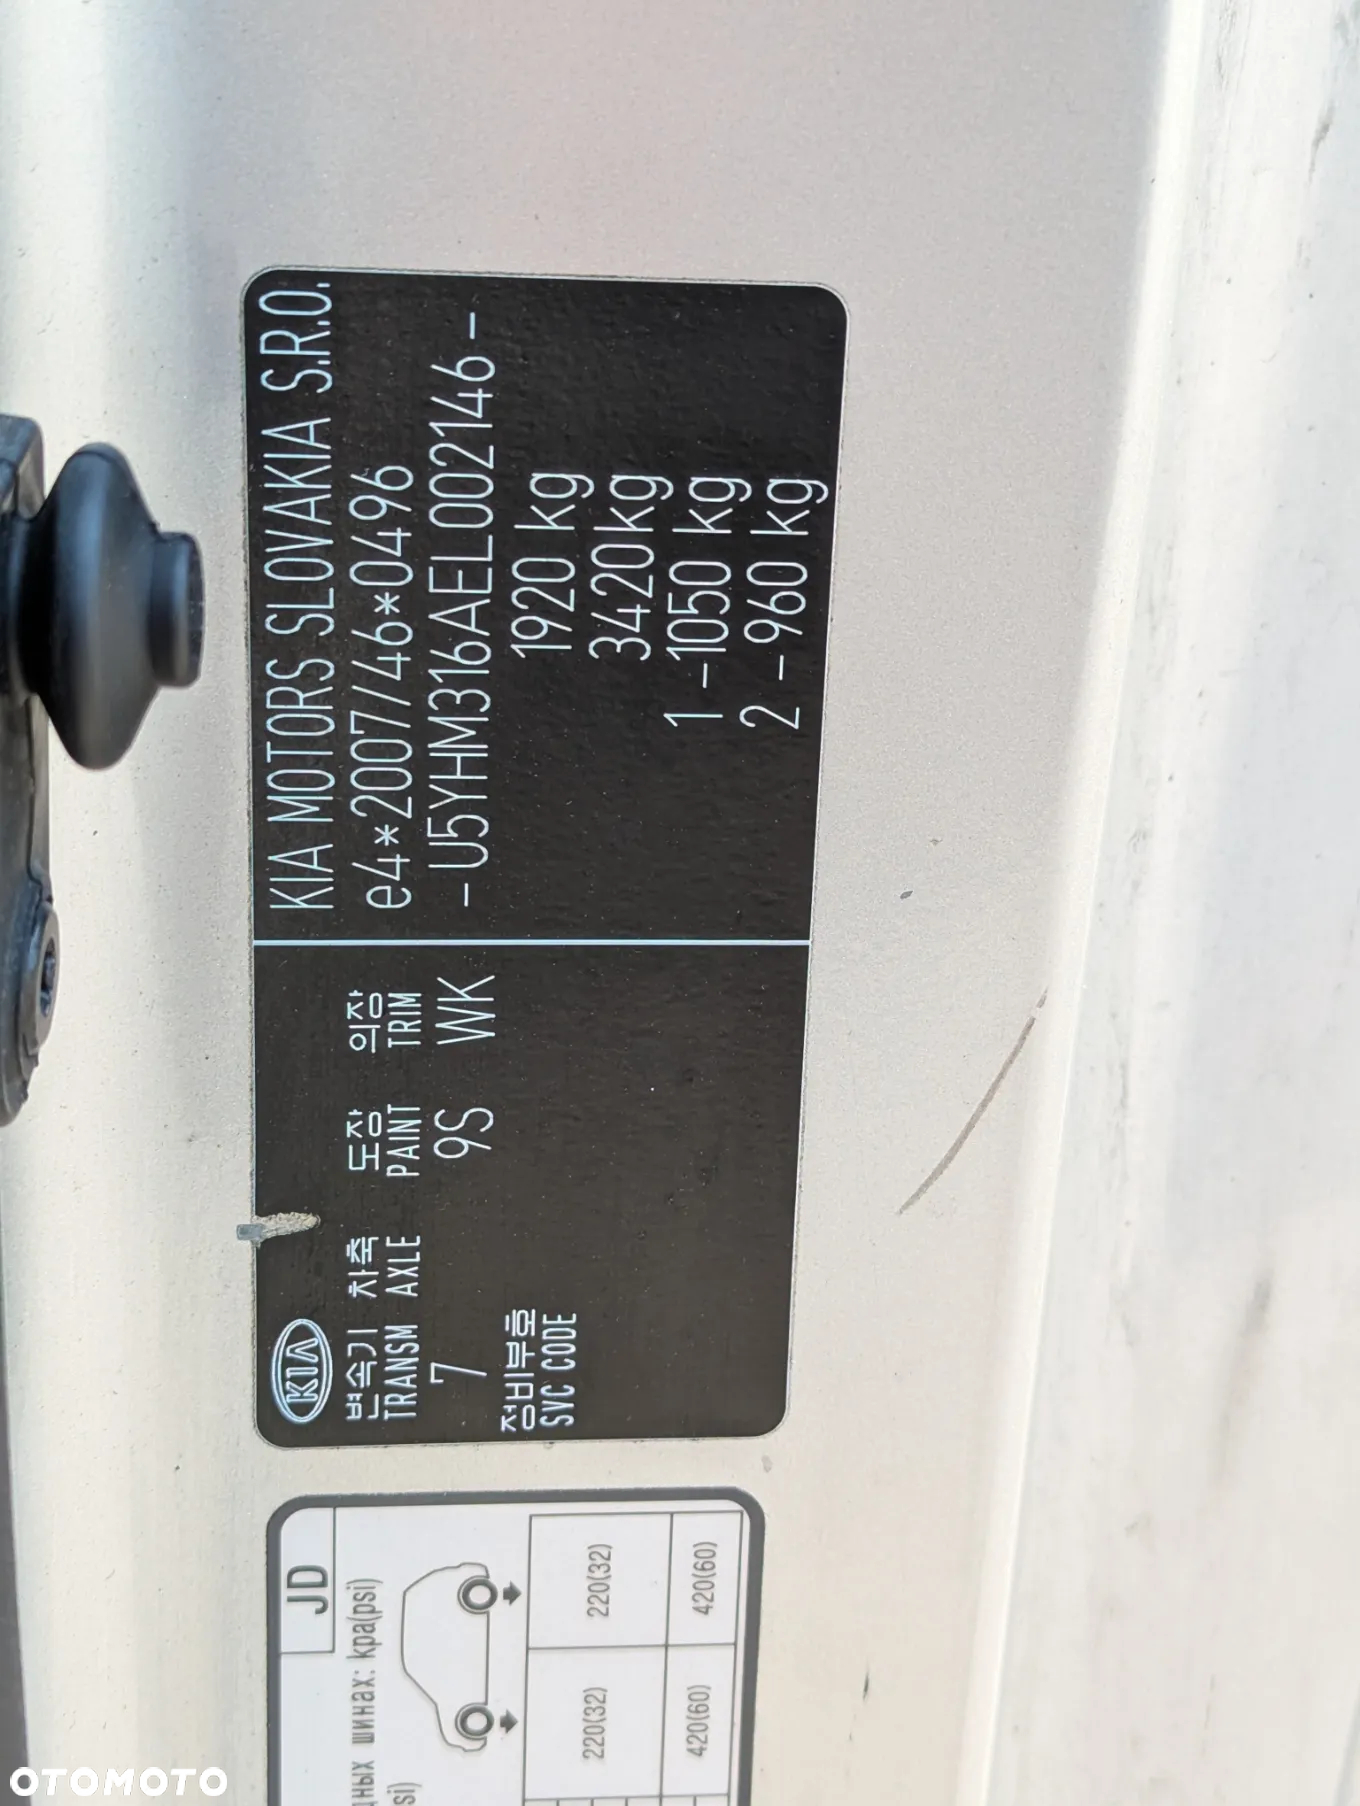 KIA MOTORS SLOVAKIA S.R.O.
e4*2007/46*0496
-U5YHM316AEL002146-
1920 kg
3420kg
1-1050 kg
2-960 kg
KIA
변속기 차축 도장 의장
TRANSM AXLE PAINT TRIM
7 9S WK
정비부호
SVC CODE
JD
шинах: kpa(psi)
220(32) 220(32)
420(60) 420(60)
OTOMOTO